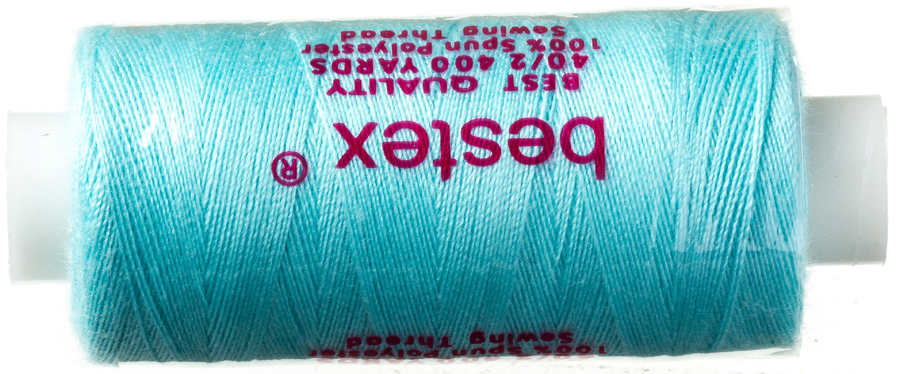 bestex ®
BEST QUALITY
40/2 400 YARDS
100% Spun Polyester
Sewing Thread
100% Spun Polyester
Sewing Thread